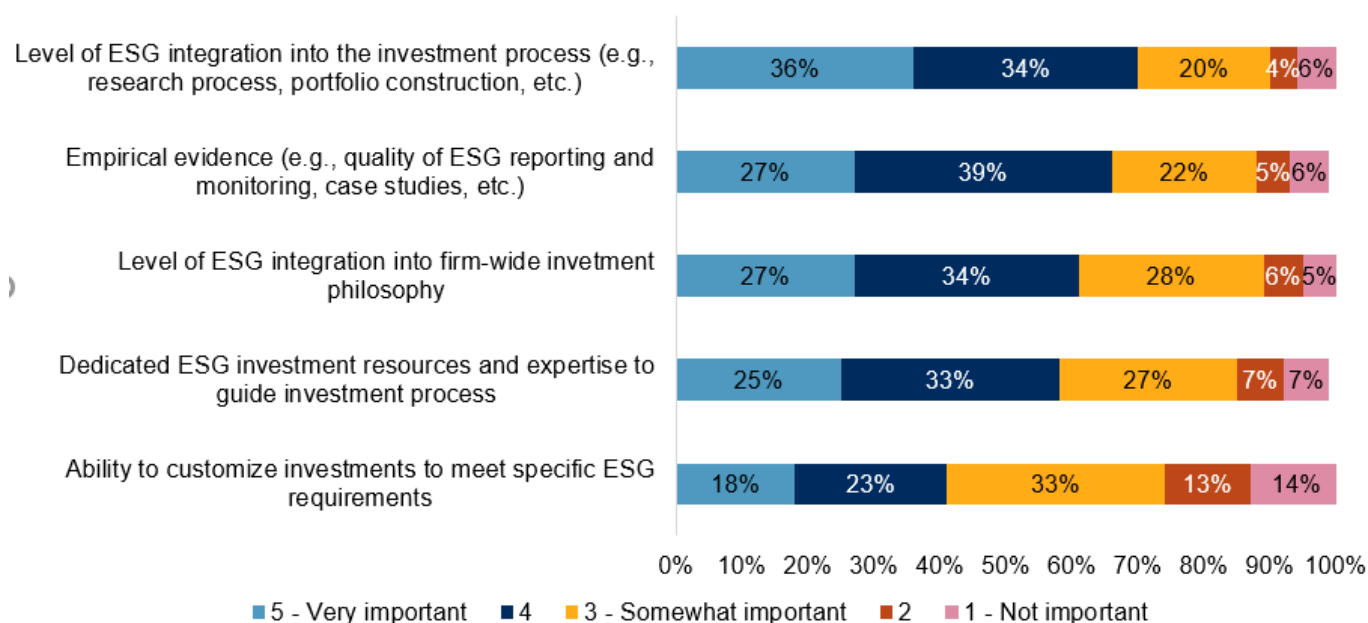 Level of ESG integration into the investment process (e.g.,
research process, portfolio construction, etc.)
36% 34% 20% 4% 6%
Empirical evidence (e.g., quality of ESG reporting and
monitoring, case studies, etc.)
27% 39% 22% 5% 6%
Level of ESG integration into firm-wide invetment
philosophy
27% 34% 28% 6% 5%
Dedicated ESG investment resources and expertise to
guide investment process
25% 33% 27% 7% 7%
Ability to customize investments to meet specific ESG
requirements
18% 23% 33% 13% 14%
0% 10% 20% 30% 40% 50% 60% 70% 80% 90% 100%
5 - Very important 4 3 - Somewhat important 2 1 - Not important